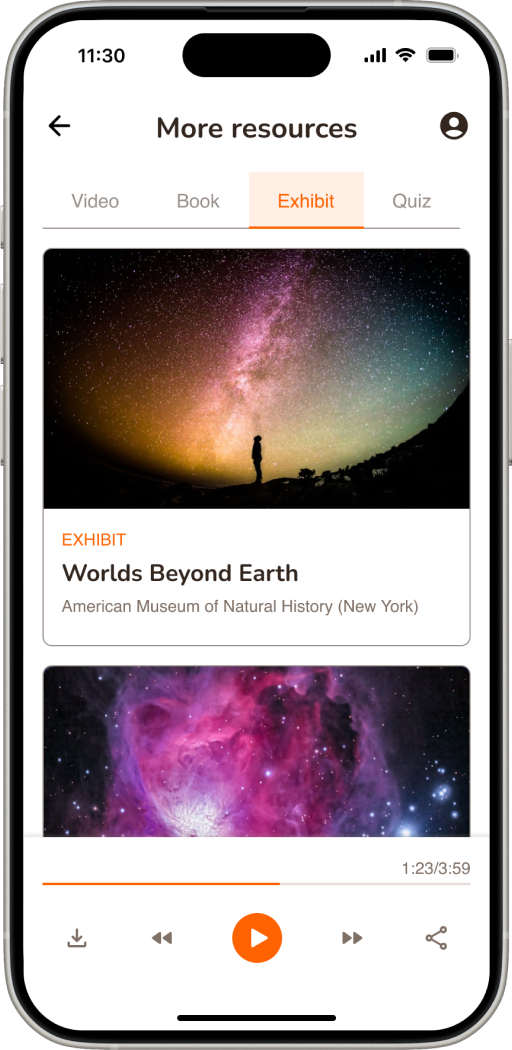 11:30
More resources
Video Book Exhibit Quiz
EXHIBIT
Worlds Beyond Earth
American Museum of Natural History (New York)
1:23/3:59